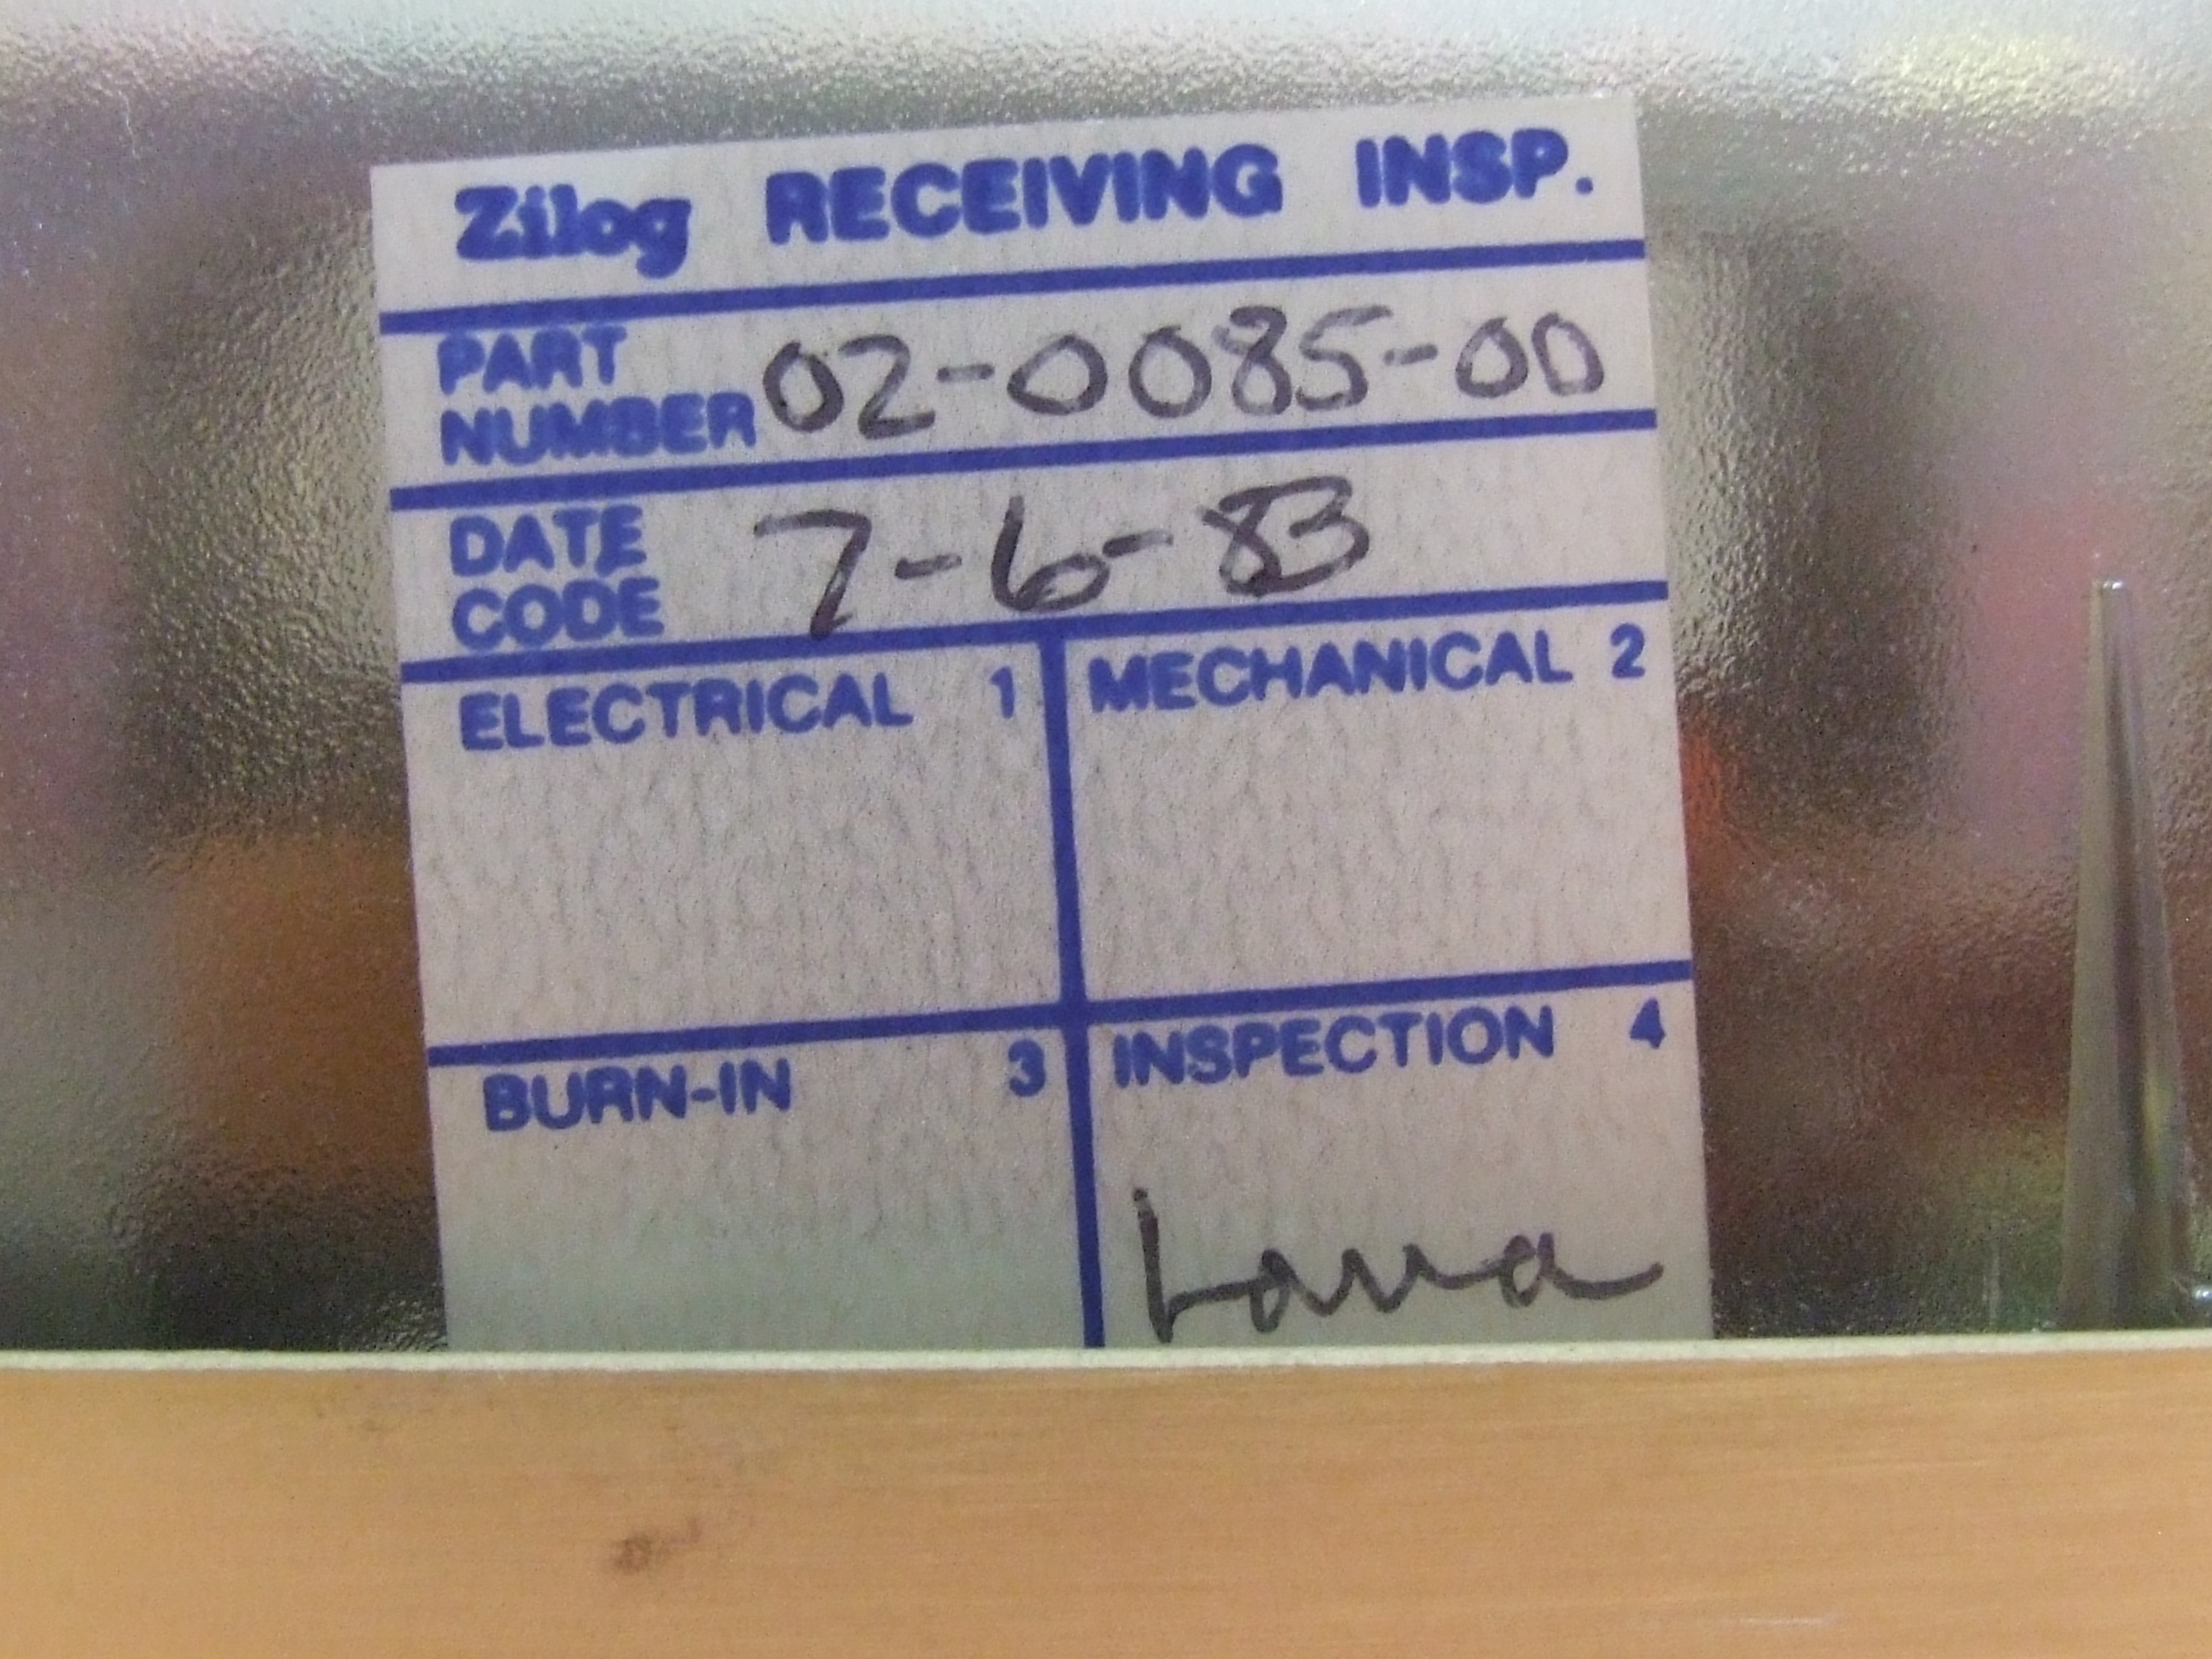 Zilog RECEIVING INSP.
PART NUMBER 02-0085-00
DATE CODE 7-6-83
ELECTRICAL 1
MECHANICAL 2
BURN-IN 3
INSPECTION 4